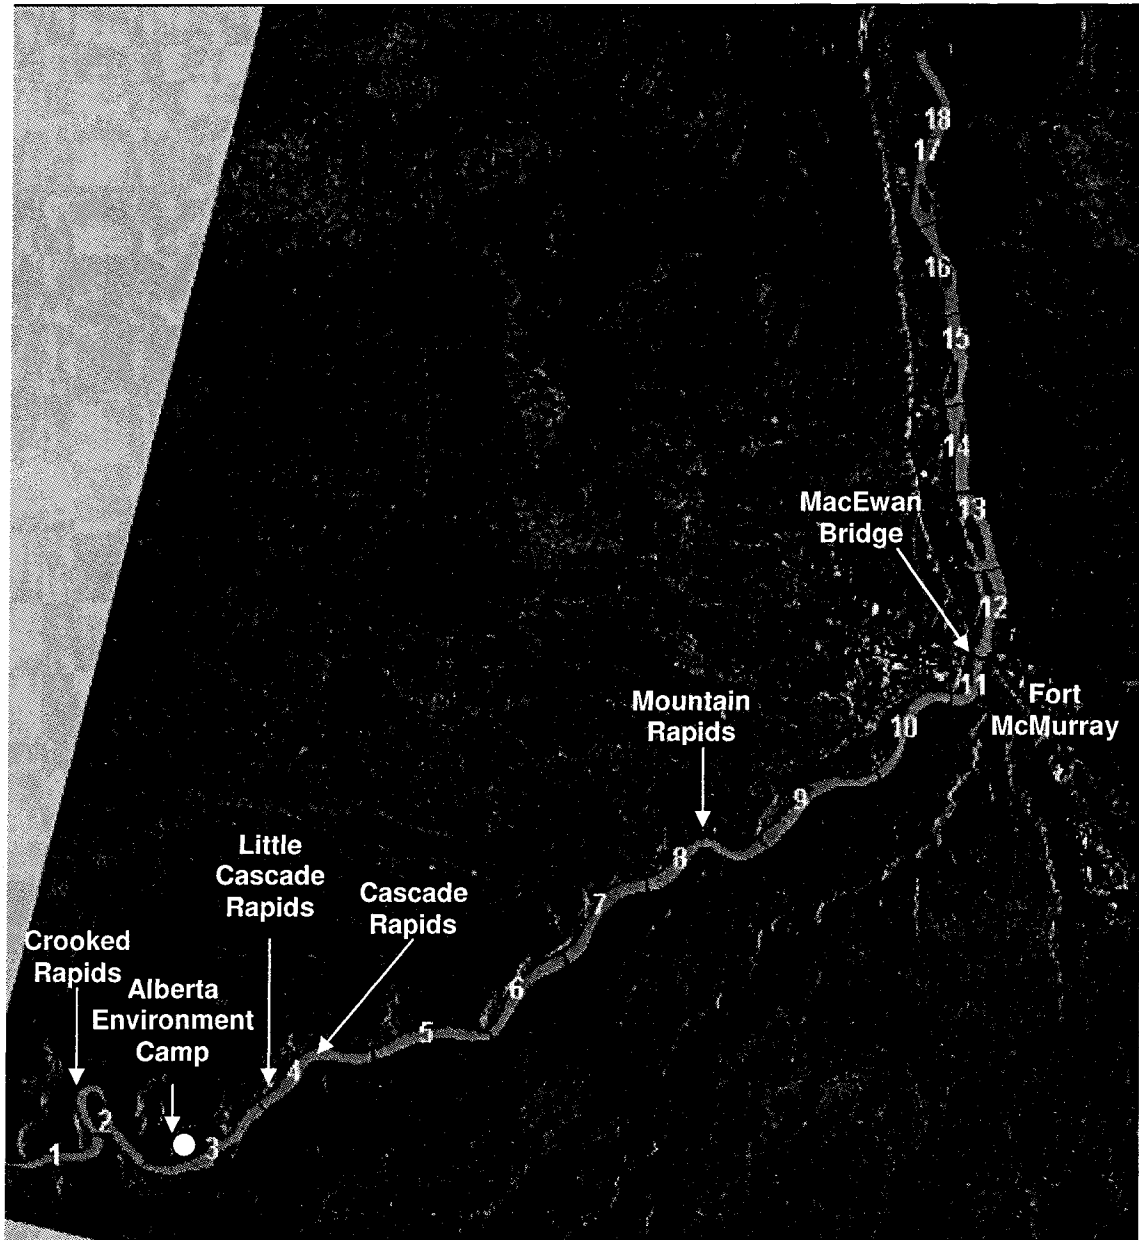 18
17
16
15
14
MacEwan
Bridge
13
12
11
Fort
McMurray
Mountain
Rapids
10
9
8
Little
Cascade
Rapids
Cascade
Rapids
7
Crooked
Rapids
Alberta
Environment
Camp
6
5
4
3
2
1